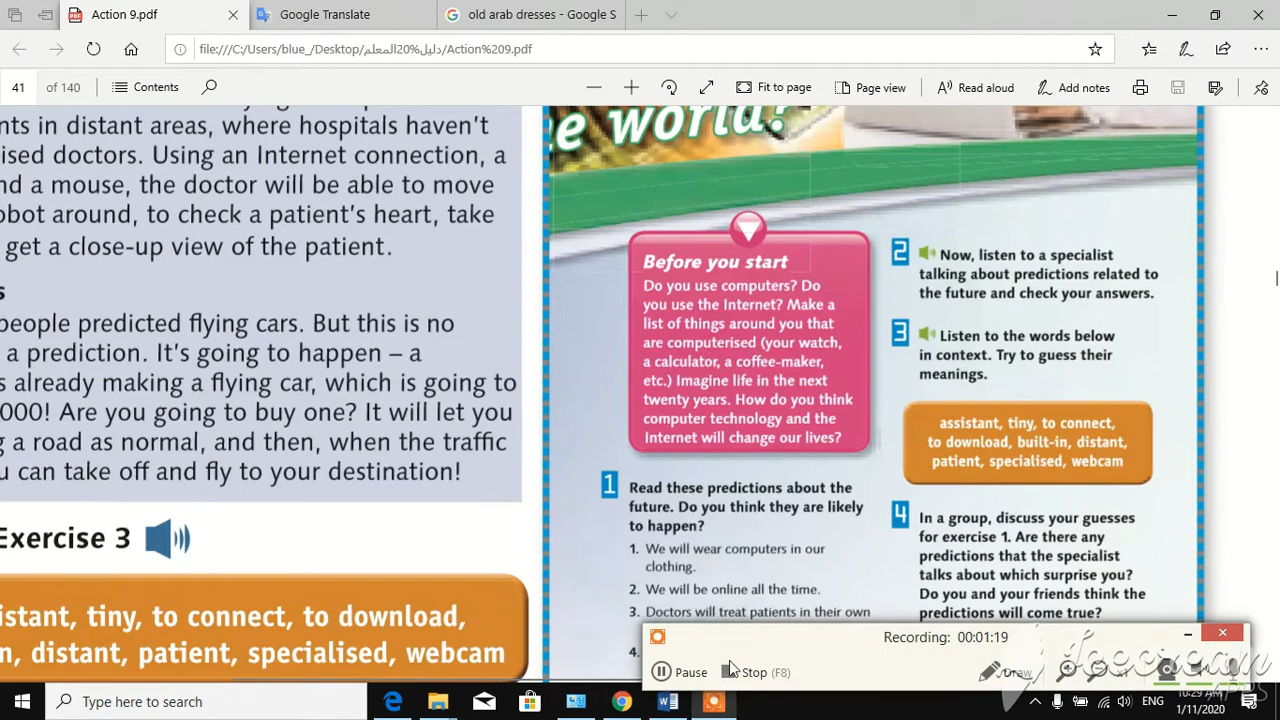 Action 9.pdf
Google Translate
old arab dresses - Google S
file:///C:/Users/blue_/Desktop/دليل%20المعلم/Action%209.pdf
41 of 140
Contents
Fit to page
Page view
Read aloud
Add notes
nts in distant areas, where hospitals haven't
ised doctors. Using an Internet connection, a
nd a mouse, the doctor will be able to move
obot around, to check a patient's heart, take
get a close-up view of the patient.
s
people predicted flying cars. But this is no
a prediction. It's going to happen – a
s already making a flying car, which is going to
000! Are you going to buy one? It will let you
g a road as normal, and then, when the traffic
u can take off and fly to your destination!
Exercise 3
istant, tiny, to connect, to download,
n, distant, patient, specialised, webcam
he world?
Before you start
Do you use computers? Do
you use the Internet? Make a
list of things around you that
are computerised (your watch,
a calculator, a coffee-maker,
etc.) Imagine life in the next
twenty years. How do you think
computer technology and the
Internet will change our lives?
1 Read these predictions about the
future. Do you think they are likely
to happen?
1. We will wear computers in our
clothing.
2. We will be online all the time.
3. Doctors will treat patients in their own
4.
2 Now, listen to a specialist
talking about predictions related to
the future and check your answers.
3 Listen to the words below
in context. Try to guess their
meanings.
assistant, tiny, to connect,
to download, built-in, distant,
patient, specialised, webcam
4 In a group, discuss your guesses
for exercise 1. Are there any
predictions that the specialist
talks about which surprise you?
Do you and your friends think the
predictions will come true?
Recording: 00:01:19
Pause
Stop (F8)
Draw
x1
Icecream
APPS
Type here to search
ENG
10:29 AM
1/11/2020